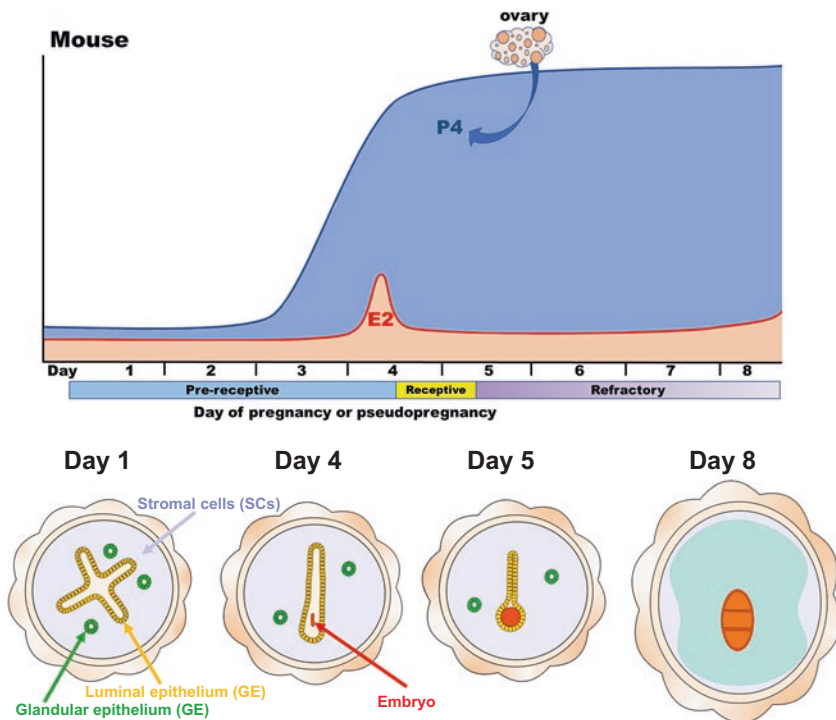 Mouse
ovary
P4
E2
Day 1 2 3 4 5 6 7 8
Pre-receptive Receptive Refractory
Day of pregnancy or pseudopregnancy
Day 1 Day 4 Day 5 Day 8
Stromal cells (SCs)
Luminal epithelium (GE)
Embryo
Glandular epithelium (GE)